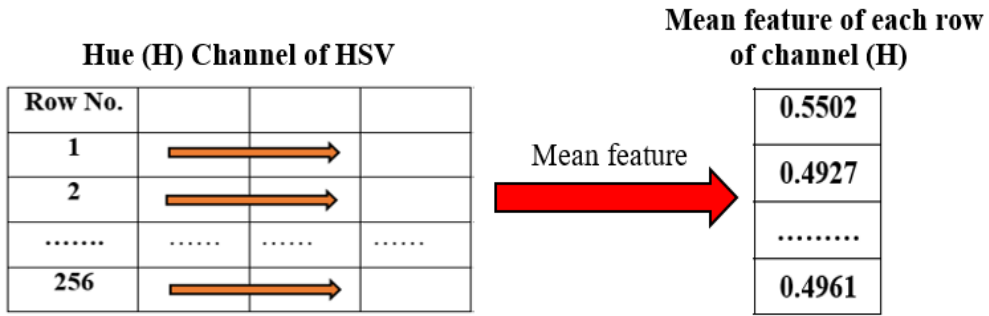 Hue (H) Channel of HSV
Row No.
1
2
....... ...... ...... ......
256
Mean feature
Mean feature of each row
of channel (H)
0.5502
0.4927
.........
0.4961